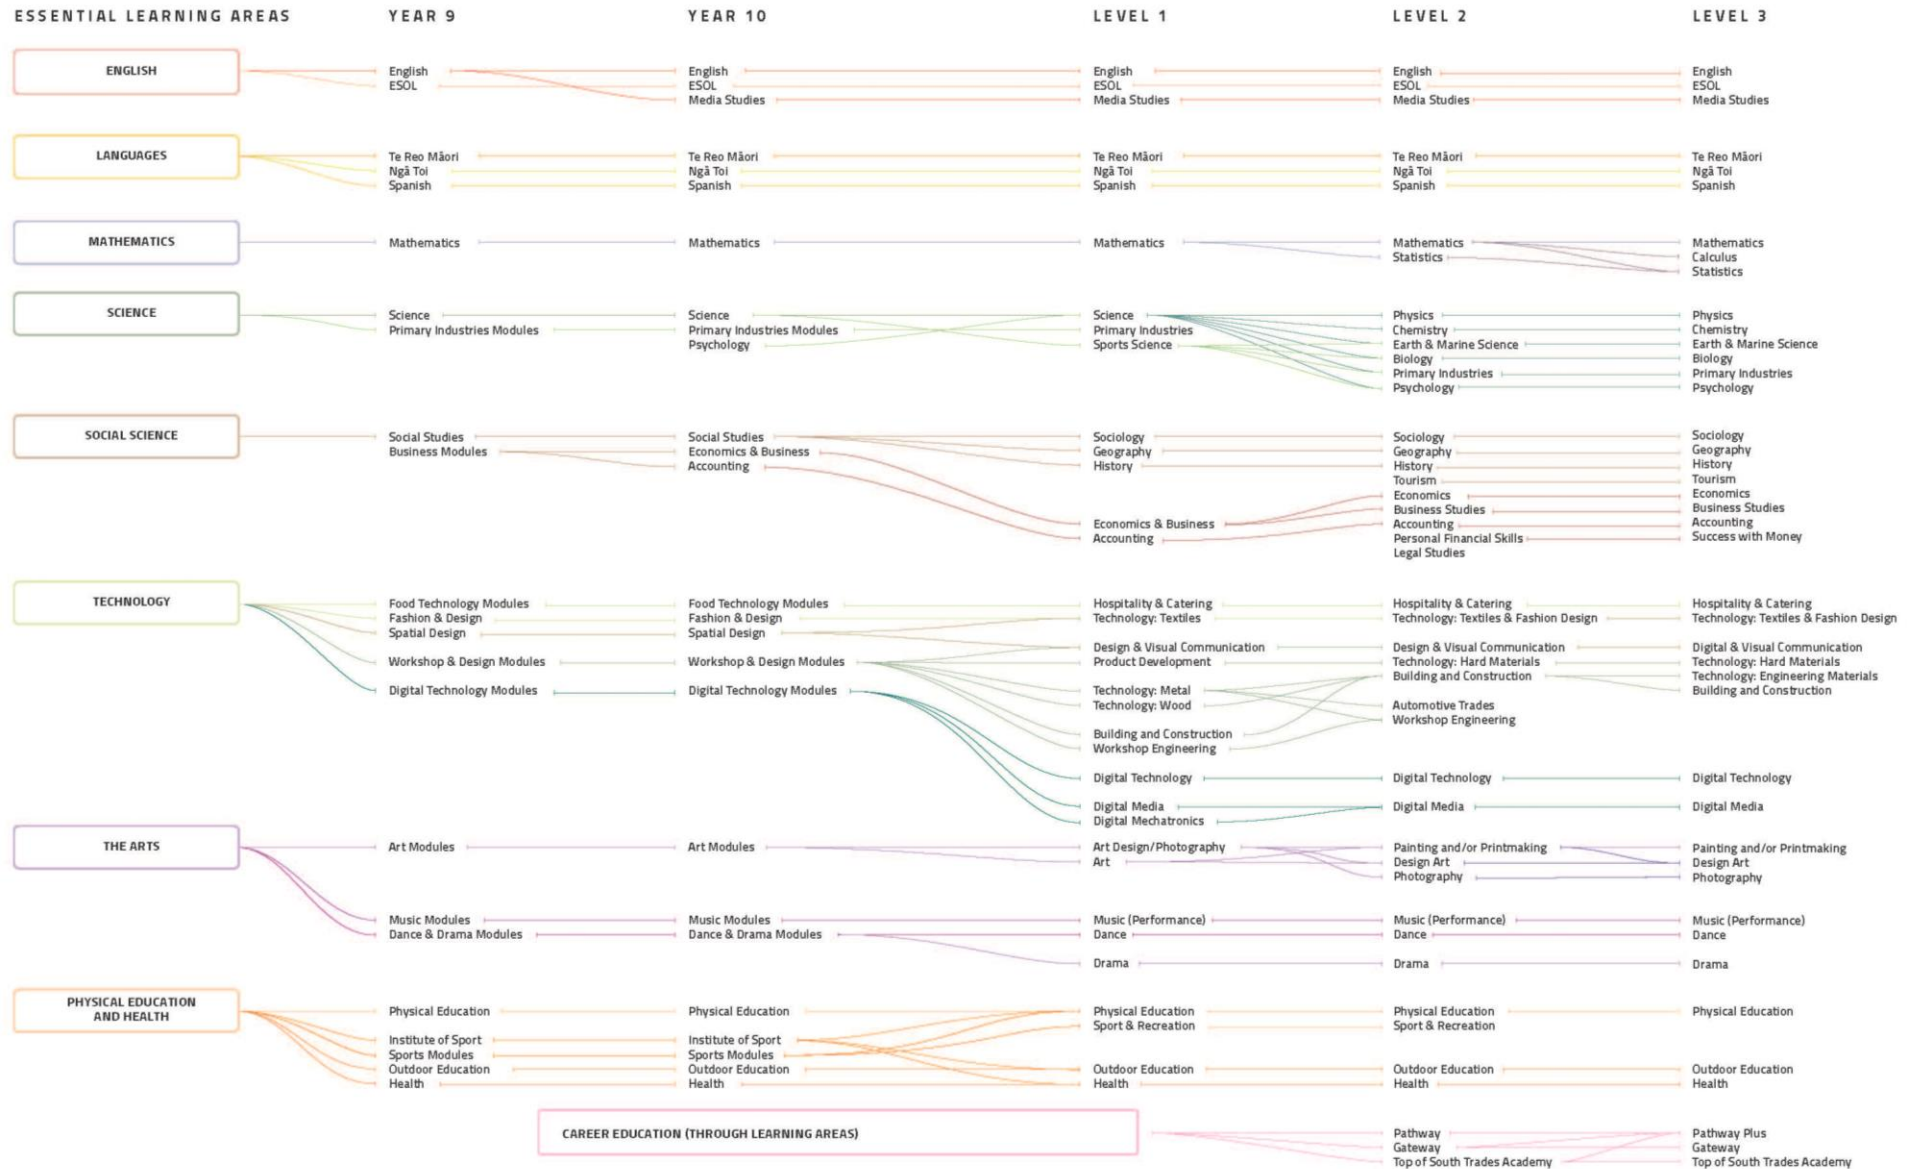 ESSENTIAL LEARNING AREAS YEAR 9 YEAR 10 LEVEL 1 LEVEL 2 LEVEL 3
ENGLISH
English English English English English
ESOL ESOL ESOL ESOL ESOL
Media Studies Media Studies Media Studies Media Studies
LANGUAGES
Te Reo Māori Te Reo Māori Te Reo Māori Te Reo Māori Te Reo Māori
Ngā Toi Ngā Toi Ngā Toi Ngā Toi Ngā Toi
Spanish Spanish Spanish Spanish Spanish
MATHEMATICS
Mathematics Mathematics Mathematics Mathematics Mathematics
Statistics Calculus
Statistics
SCIENCE
Science Science Science Physics Physics
Primary Industries Modules Primary Industries Modules Primary Industries Chemistry Chemistry
Psychology Sports Science Earth & Marine Science Earth & Marine Science
Biology Biology
Primary Industries Primary Industries
Psychology Psychology
SOCIAL SCIENCE
Social Studies Social Studies Sociology Sociology Sociology
Business Modules Economics & Business Geography Geography Geography
Accounting History History History
Tourism Tourism
Economics Economics
Business Studies Business Studies
Economics & Business Accounting Accounting
Accounting Personal Financial Skills Success with Money
Legal Studies
TECHNOLOGY
Food Technology Modules Food Technology Modules Hospitality & Catering Hospitality & Catering Hospitality & Catering
Fashion & Design Fashion & Design Technology: Textiles Technology: Textiles & Fashion Design Technology: Textiles & Fashion Design
Spatial Design Spatial Design
Design & Visual Communication Design & Visual Communication Digital & Visual Communication
Workshop & Design Modules Workshop & Design Modules Product Development Technology: Hard Materials Technology: Hard Materials
Building and Construction Technology: Engineering Materials
Digital Technology Modules Digital Technology Modules Technology: Metal Building and Construction
Technology: Wood Automotive Trades
Workshop Engineering
Building and Construction
Workshop Engineering
Digital Technology Digital Technology Digital Technology
Digital Media Digital Media Digital Media
Digital Mechatronics
THE ARTS
Art Modules Art Modules Art Design/Photography Painting and/or Printmaking Painting and/or Printmaking
Art Design Art Design Art
Photography Photography
Music Modules Music Modules Music (Performance) Music (Performance) Music (Performance)
Dance & Drama Modules Dance & Drama Modules Dance Dance Dance
Drama Drama Drama
PHYSICAL EDUCATION
AND HEALTH
Physical Education Physical Education Physical Education Physical Education Physical Education
Sport & Recreation Sport & Recreation
Institute of Sport Institute of Sport
Sports Modules Sports Modules
Outdoor Education Outdoor Education Outdoor Education Outdoor Education Outdoor Education
Health Health Health Health Health
CAREER EDUCATION (THROUGH LEARNING AREAS)
Pathway Pathway Plus
Gateway Gateway
Top of South Trades Academy Top of South Trades Academy